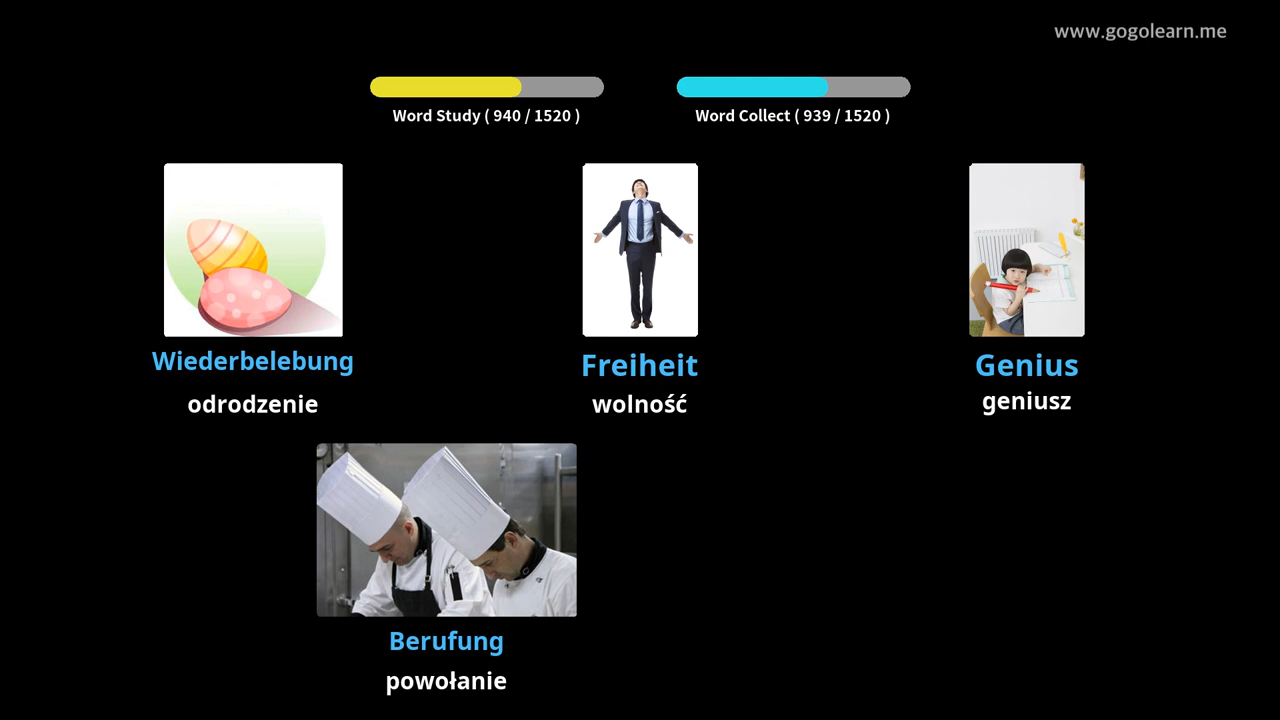 www.gogolearn.me
Word Study ( 940 / 1520 )
Word Collect ( 939 / 1520 )
Wiederbelebung
odrodzenie
Freiheit
wolność
Genius
geniusz
Berufung
powołanie